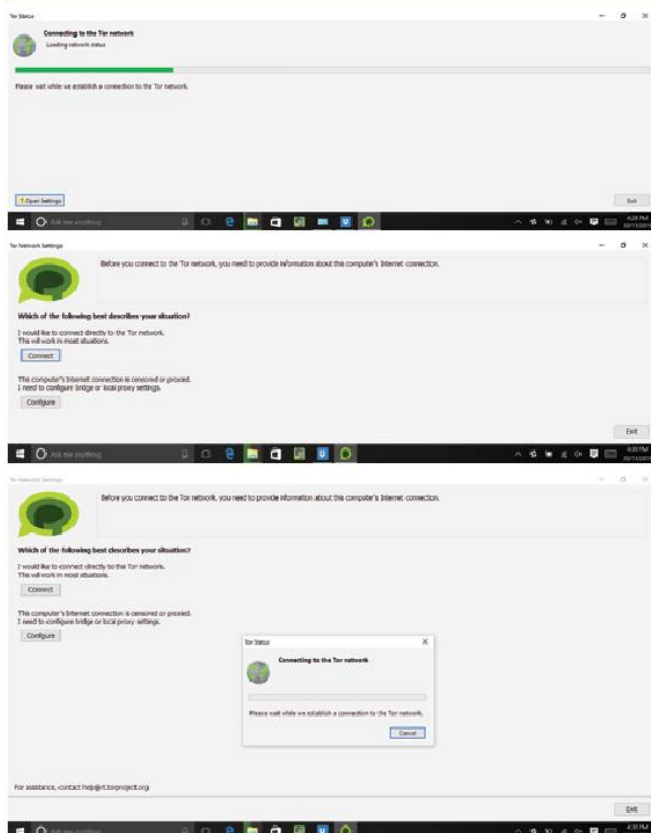 Tor Status
Connecting to the Tor network
Loading network status
Please wait while we establish a connection to the Tor network.
Open Settings
Exit
Ask me anything
4:28 PM
Tor Network Settings
Before you connect to the Tor network, you need to provide information about this computer's Internet connection.
Which of the following best describes your situation?
I would like to connect directly to the Tor network.
This will work in most situations.
Connect
This computer's Internet connection is censored or proxied.
I need to configure bridge or local proxy settings.
Configure
Exit
Ask me anything
Tor Network Settings
Before you connect to the Tor network, you need to provide information about this computer's Internet connection.
Which of the following best describes your situation?
I would like to connect directly to the Tor network.
This will work in most situations.
Connect
This computer's Internet connection is censored or proxied.
I need to configure bridge or local proxy settings.
Configure
Tor Status
Connecting to the Tor network
Please wait while we establish a connection to the Tor network.
Cancel
For assistance, contact help@rt.torproject.org
Exit
Ask me anything